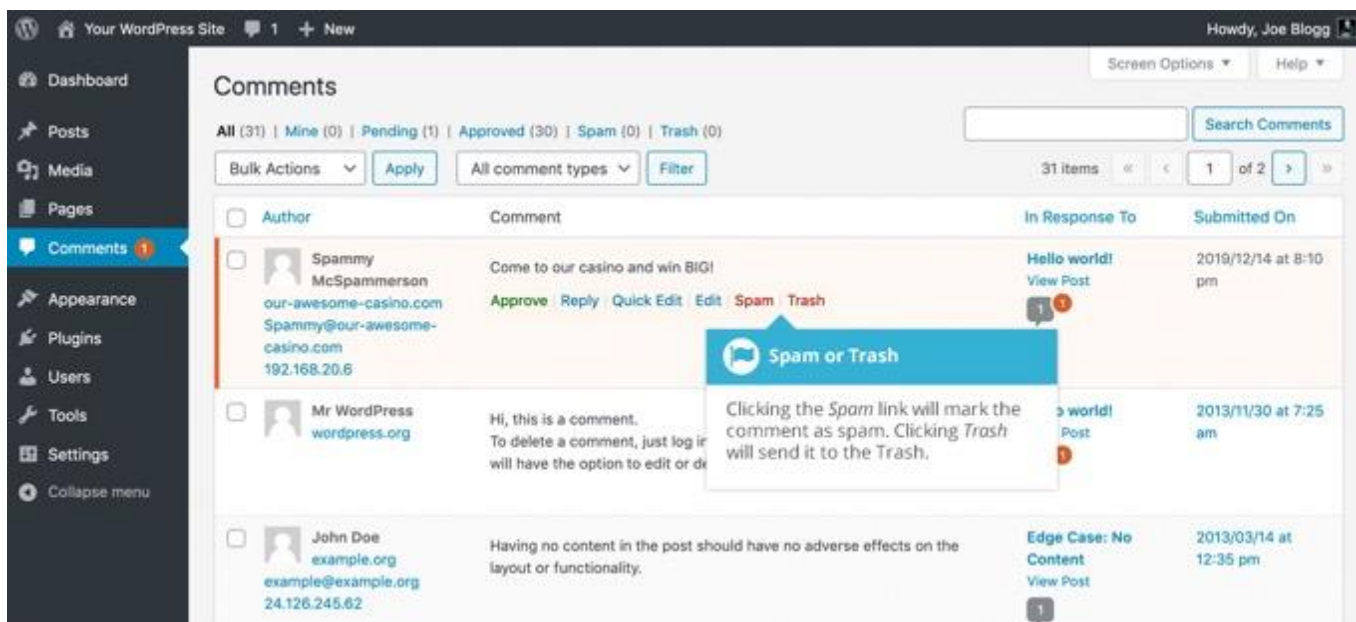 Your WordPress Site 1 + New Howdy, Joe Blogg
Screen Options ▼ Help ▼
Dashboard
Posts
Media
Pages
Comments 1
Appearance
Plugins
Users
Tools
Settings
Collapse menu
Comments
All (31) | Mine (0) | Pending (1) | Approved (30) | Spam (0) | Trash (0)
Search Comments
Bulk Actions Apply All comment types Filter
31 items « ‹ 1 of 2 › »
Author Comment In Response To Submitted On
Spammy
McSpammerson
our-awesome-casino.com
Spammy@our-awesome-
casino.com
192.168.20.6
Come to our casino and win BIG!
Approve | Reply | Quick Edit | Edit | Spam | Trash
Hello world!
View Post
1 1
2019/12/14 at 8:10
pm
Spam or Trash
Clicking the Spam link will mark the
comment as spam. Clicking Trash
will send it to the Trash.
Mr WordPress
wordpress.org
Hi, this is a comment.
To delete a comment, just log
will have the option to edit or
world!
Post
1
2013/11/30 at 7:25
am
John Doe
example.org
example@example.org
24.126.245.62
Having no content in the post should have no adverse effects on the
layout or functionality.
Edge Case: No
Content
View Post
1
2013/03/14 at
12:35 pm